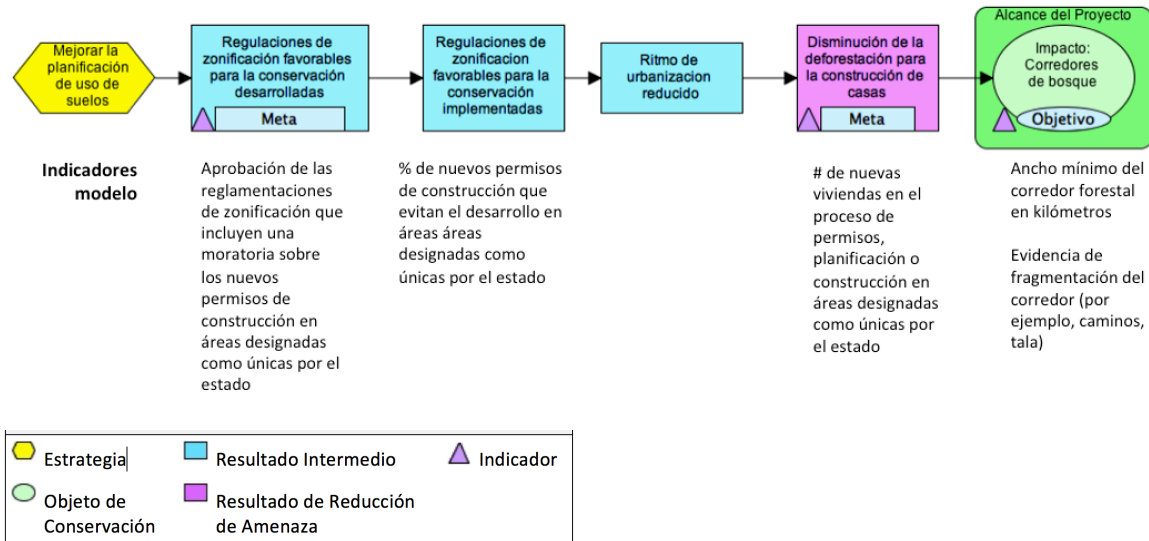 Mejorar la
planificación
de uso de
suelos
Regulaciones de
zonificación favorables
para la conservación
desarrolladas
Meta
Regulaciones de
zonificacion
favorables para la
conservación
implementadas
Ritmo de
urbanizacion
reducido
Disminución de la
deforestación para
la construcción de
casas
Meta
Alcance del Proyecto
Impacto:
Corredores
de bosque
Objetivo
Indicadores
modelo
Aprobación de las
reglamentaciones
de zonificación que
incluyen una
moratoria sobre
los nuevos
permisos de
construcción en
áreas designadas
como únicas por el
estado
% de nuevos permisos
de construcción que
evitan el desarrollo en
áreas áreas
designadas como
únicas por el estado
# de nuevas
viviendas en el
proceso de
permisos,
planificación o
construcción en
áreas designadas
como únicas por
el estado
Ancho mínimo del
corredor forestal
en kilómetros
Evidencia de
fragmentación del
corredor (por
ejemplo, caminos,
tala)
Estrategia
Resultado Intermedio
Indicador
Objeto de
Conservación
Resultado de Reducción
de Amenaza